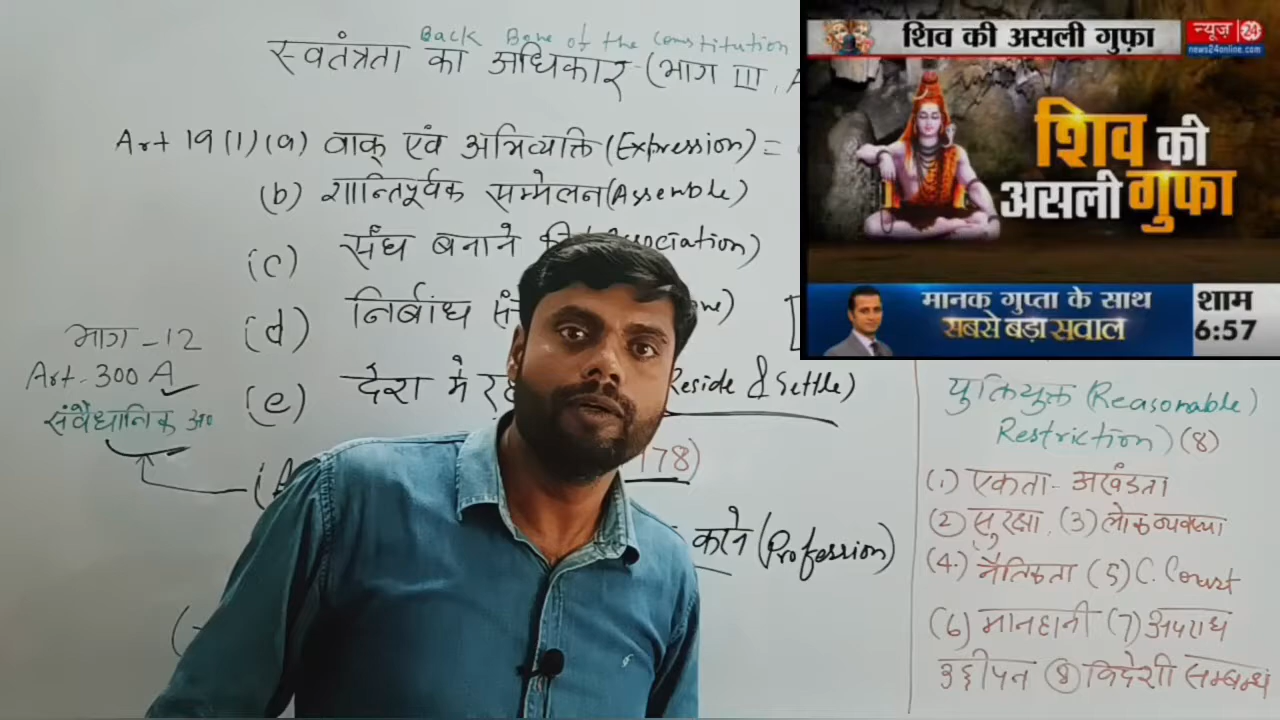 Back Bone of the Constitution
स्वतंत्रता का अधिकार-(भाग III, A
Art 19(1)(a) वाक् एवं अभिव्यक्ति (Expression) =
(b) शान्तिपूर्वक सम्मेलन (Assemble)
(c) संघ बनाने की
(d) निर्बाध
(e) देश मे Reside & Settle)
178)
करने (Profession)
भाग - 12
Art-300 A
संवैधानिक अ०
शिव की असली गुफ़ा
न्यूज़ 24
news24online.com
शिव की
असली गुफा
मानक गुप्ता के साथ
सबसे बड़ा सवाल
शाम
6:57
युक्तियुक्त (Reasonable)
Restriction) (8)
(1) एकता - अखंडता
(2) सुरक्षा, (3) लोक व्यवस्था
(4.) नैतिकता (5) C. Court
(6) मानहानी (7) अपराध
उद्दीपन (8) विदेशी सम्बन्ध